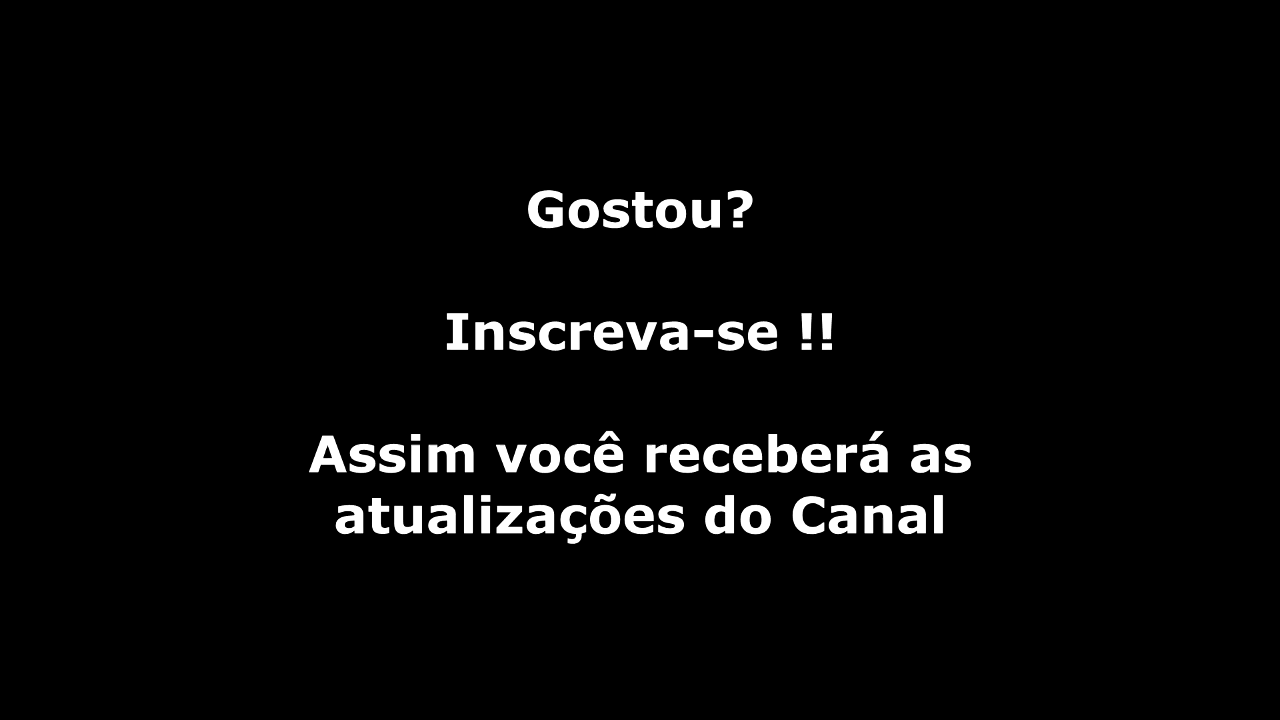 Gostou?
Inscreva-se !!
Assim você receberá as
atualizações do Canal